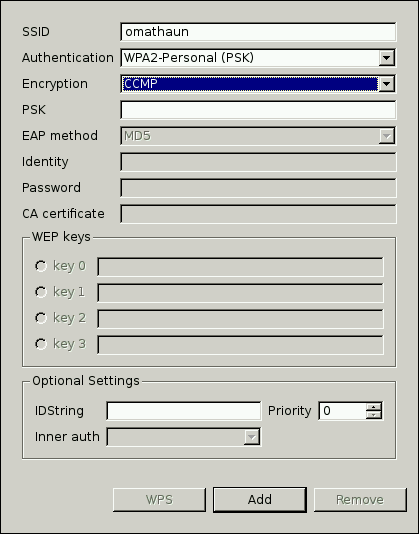 SSID omathaun
Authentication WPA2-Personal (PSK)
Encryption CCMP
PSK
EAP method MD5
Identity
Password
CA certificate
WEP keys
key 0
key 1
key 2
key 3
Optional Settings
IDString Priority 0
Inner auth
WPS Add Remove